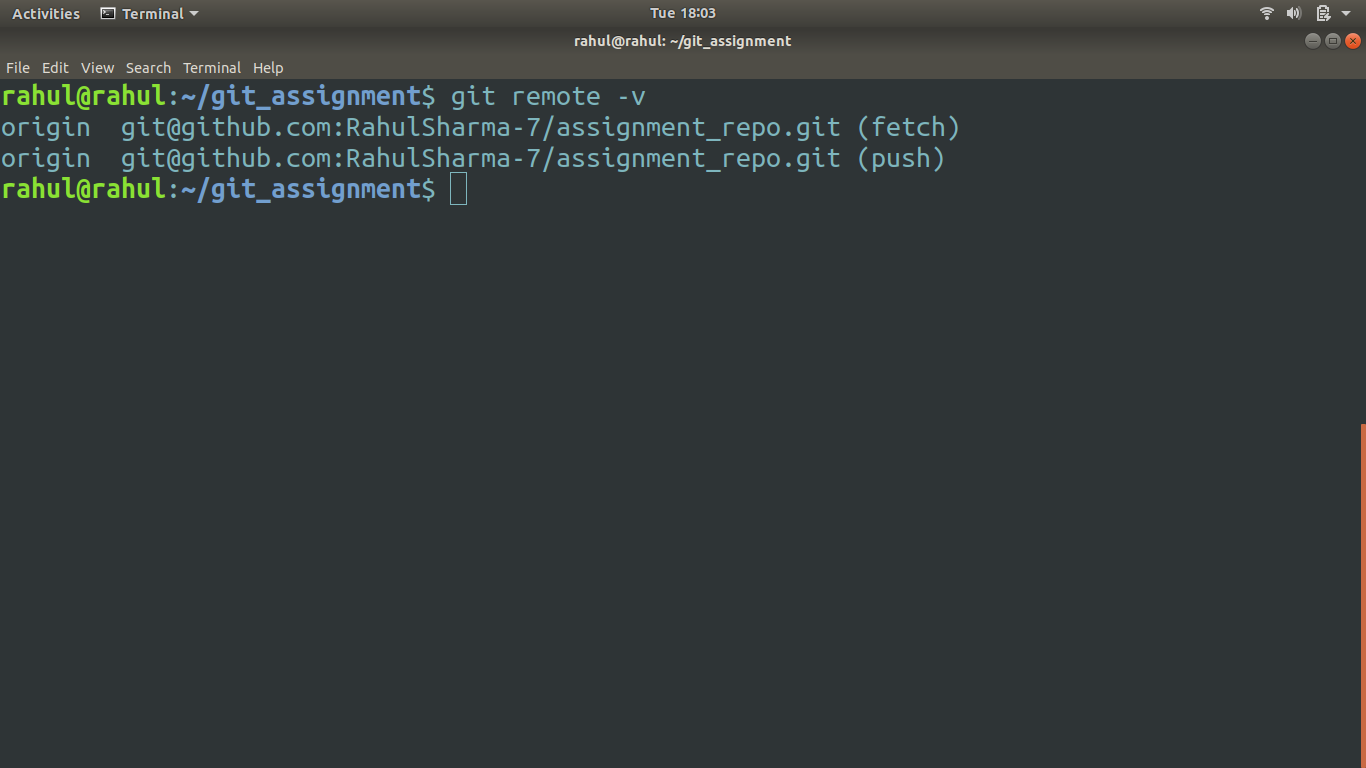 Activities Terminal Tue 18:03
rahul@rahul: ~/git_assignment
File Edit View Search Terminal Help
rahul@rahul:~/git_assignment$ git remote -v
origin  git@github.com:RahulSharma-7/assignment_repo.git (fetch)
origin  git@github.com:RahulSharma-7/assignment_repo.git (push)
rahul@rahul:~/git_assignment$